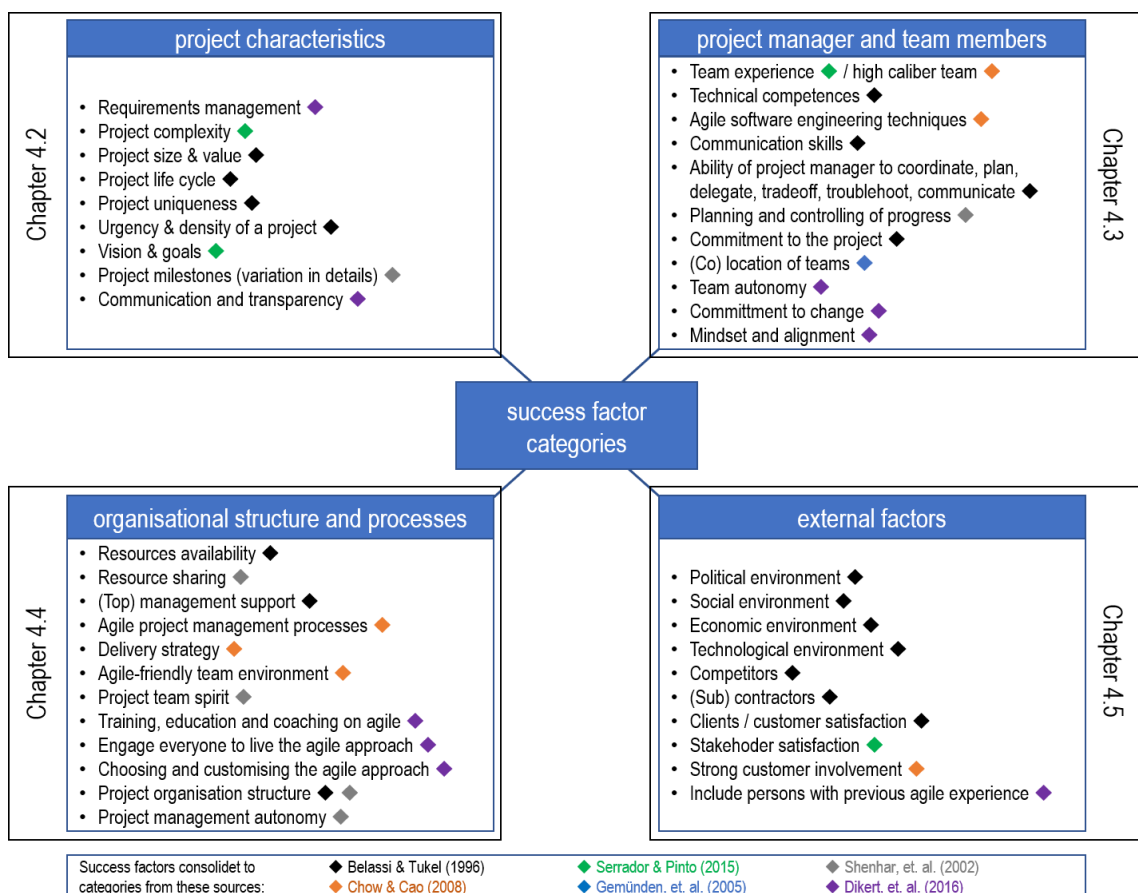 project characteristics
• Requirements management
• Project complexity
• Project size & value
• Project life cycle
• Project uniqueness
• Urgency & density of a project
• Vision & goals
• Project milestones (variation in details)
• Communication and transparency
Chapter 4.2
project manager and team members
• Team experience / high caliber team
• Technical competences
• Agile software engineering techniques
• Communication skills
• Ability of project manager to coordinate, plan,
delegate, tradeoff, troublehoot, communicate
• Planning and controlling of progress
• Commitment to the project
• (Co) location of teams
• Team autonomy
• Committment to change
• Mindset and alignment
Chapter 4.3
success factor
categories
organisational structure and processes
• Resources availability
• Resource sharing
• (Top) management support
• Agile project management processes
• Delivery strategy
• Agile-friendly team environment
• Project team spirit
• Training, education and coaching on agile
• Engage everyone to live the agile approach
• Choosing and customising the agile approach
• Project organisation structure
• Project management autonomy
Chapter 4.4
external factors
• Political environment
• Social environment
• Economic environment
• Technological environment
• Competitors
• (Sub) contractors
• Clients / customer satisfaction
• Stakehoder satisfaction
• Strong customer involvement
• Include persons with previous agile experience
Chapter 4.5
Success factors consolidet to
categories from these sources:
Belassi & Tukel (1996)
Chow & Cao (2008)
Serrador & Pinto (2015)
Gemünden, et. al. (2005)
Shenhar, et. al. (2002)
Dikert, et. al. (2016)